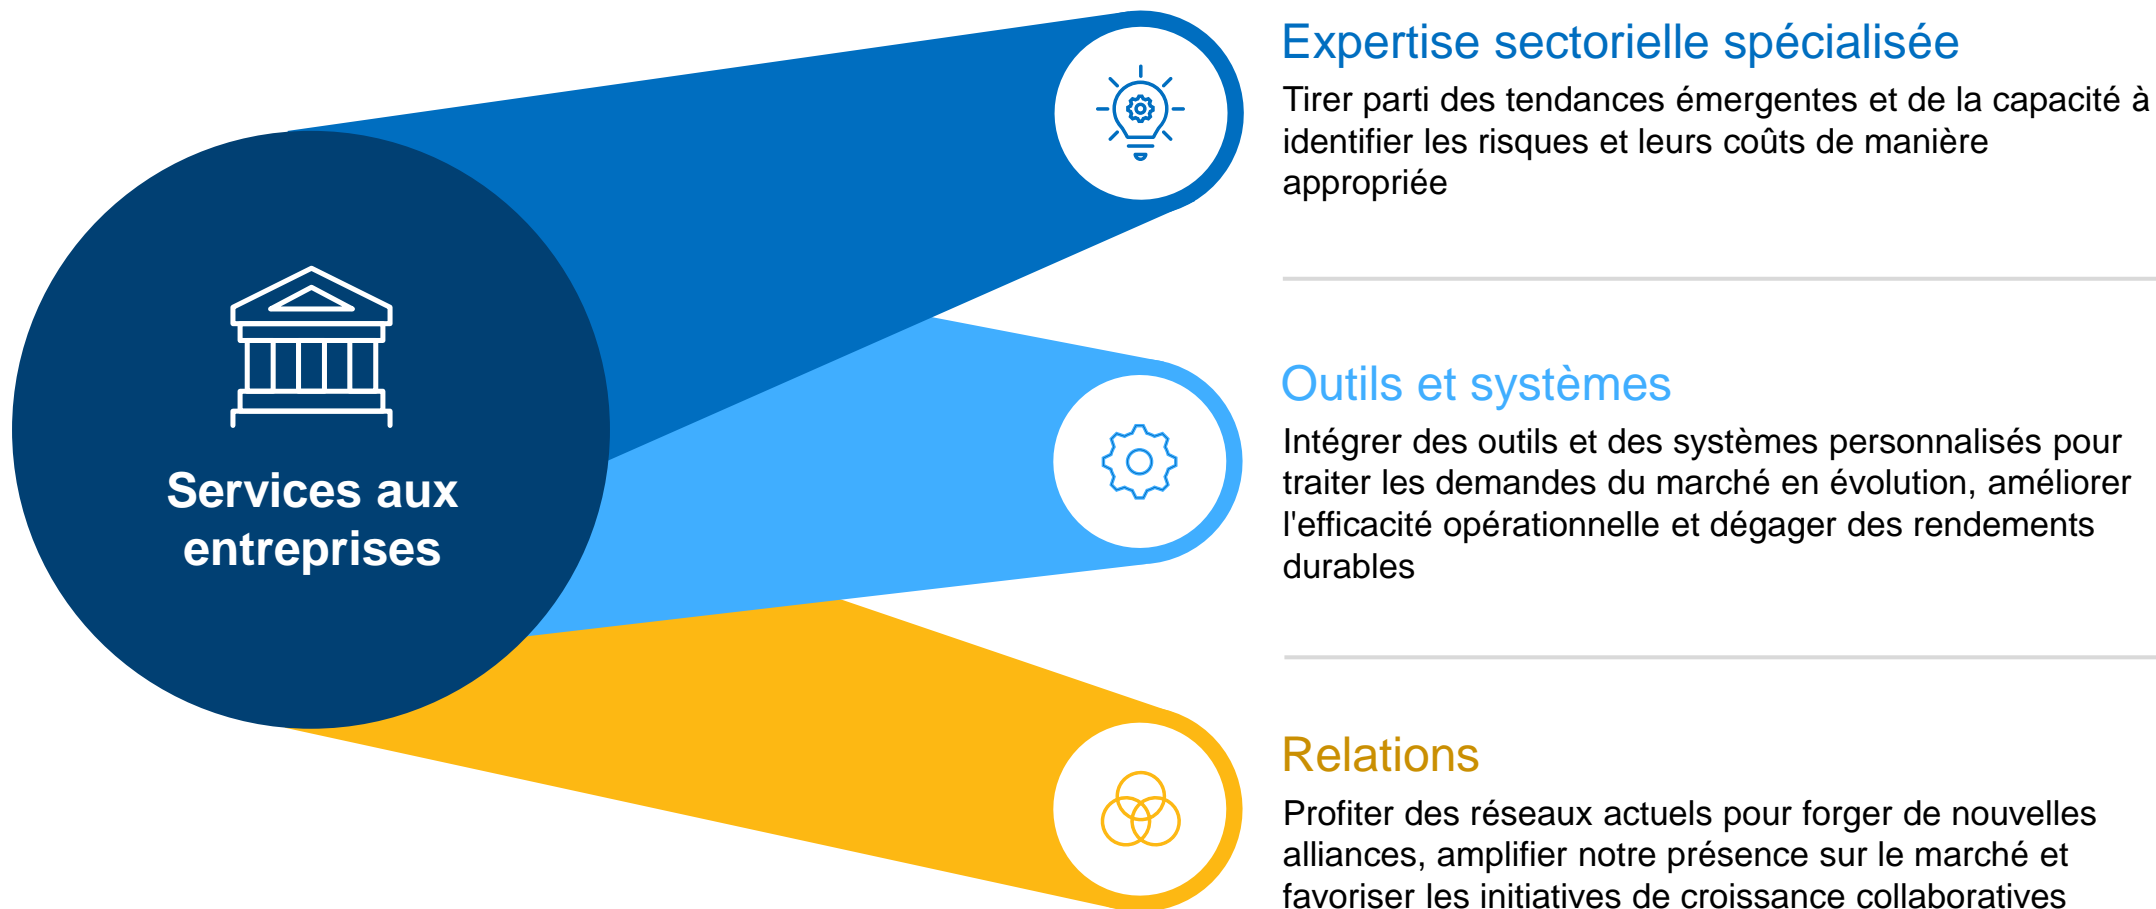 Expertise sectorielle spécialisée
Tirer parti des tendances émergentes et de la capacité à
identifier les risques et leurs coûts de manière
appropriée
Services aux
entreprises
Outils et systèmes
Intégrer des outils et des systèmes personnalisés pour
traiter les demandes du marché en évolution, améliorer
l'efficacité opérationnelle et dégager des rendements
durables
Relations
Profiter des réseaux actuels pour forger de nouvelles
alliances, amplifier notre présence sur le marché et
favoriser les initiatives de croissance collaboratives